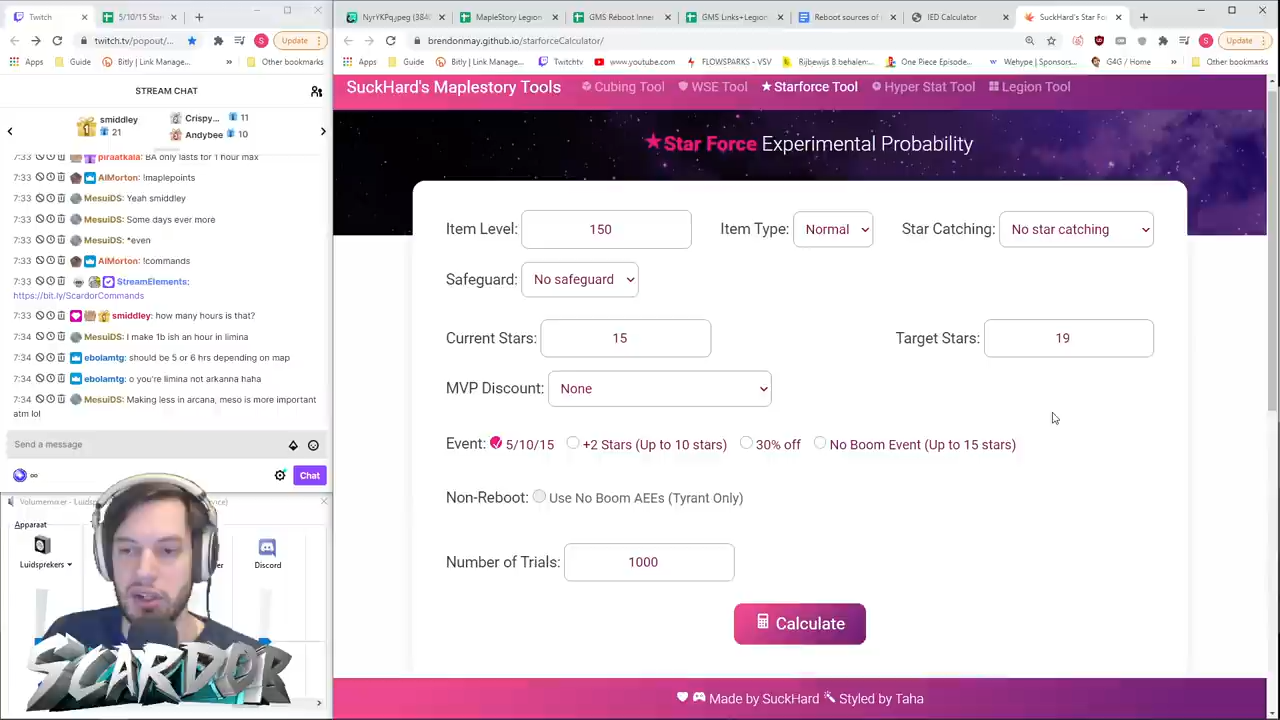 Twitch
5/10/15 Star
NyrYKPq.jpeg (384
MapleStory Legion
GMS Reboot Inner
GMS Links+Legion
Reboot sources of
IED Calculator
SuckHard's Star For
twitch.tv/popout/...
S
Update
brendonmay.github.io/starforceCalculator/
S
Update
Apps
Guide
Bitly | Link Manage...
»
Other bookmarks
Apps
Guide
Bitly | Link Manage...
Twitchtv
www.youtube.com
FLOWSPARKS - VSV
Rijbewijs B behalen...
One Piece Episode...
Wehype | Sponsors...
G4G / Home
»
Other bookmarks
STREAM CHAT
smiddley
21
Crispy...
11
Andybee
10
7:33 piraatkala: BA only lasts for 1 hour max
7:33 AlMorton: !maplepoints
7:33 MesuiDS: Yeah smiddley
7:33 MesuiDS: Some days ever more
7:33 MesuiDS: *even
7:33 AlMorton: !commands
7:33 StreamElements:
https://bit.ly/ScardorCommands
7:33 smiddley: how many hours is that?
7:34 MesuiDS: I make 1b ish an hour in limina
7:34 ebolamtg: should be 5 or 6 hrs depending on map
7:34 ebolamtg: o you're limina not arkanna haha
7:34 MesuiDS: Making less in arcana, meso is more important
atm lol
Send a message
∞
Chat
Apparaat
Luidsprekers
Discord
SCARDOR
SuckHard's Maplestory Tools
Cubing Tool
WSE Tool
Starforce Tool
Hyper Stat Tool
Legion Tool
Star Force Experimental Probability
Item Level: 150
Item Type: Normal
Star Catching: No star catching
Safeguard: No safeguard
Current Stars: 15
Target Stars: 19
MVP Discount: None
Event: 5/10/15 +2 Stars (Up to 10 stars) 30% off No Boom Event (Up to 15 stars)
Non-Reboot: Use No Boom AEEs (Tyrant Only)
Number of Trials: 1000
Calculate
Made by SuckHard Styled by Taha